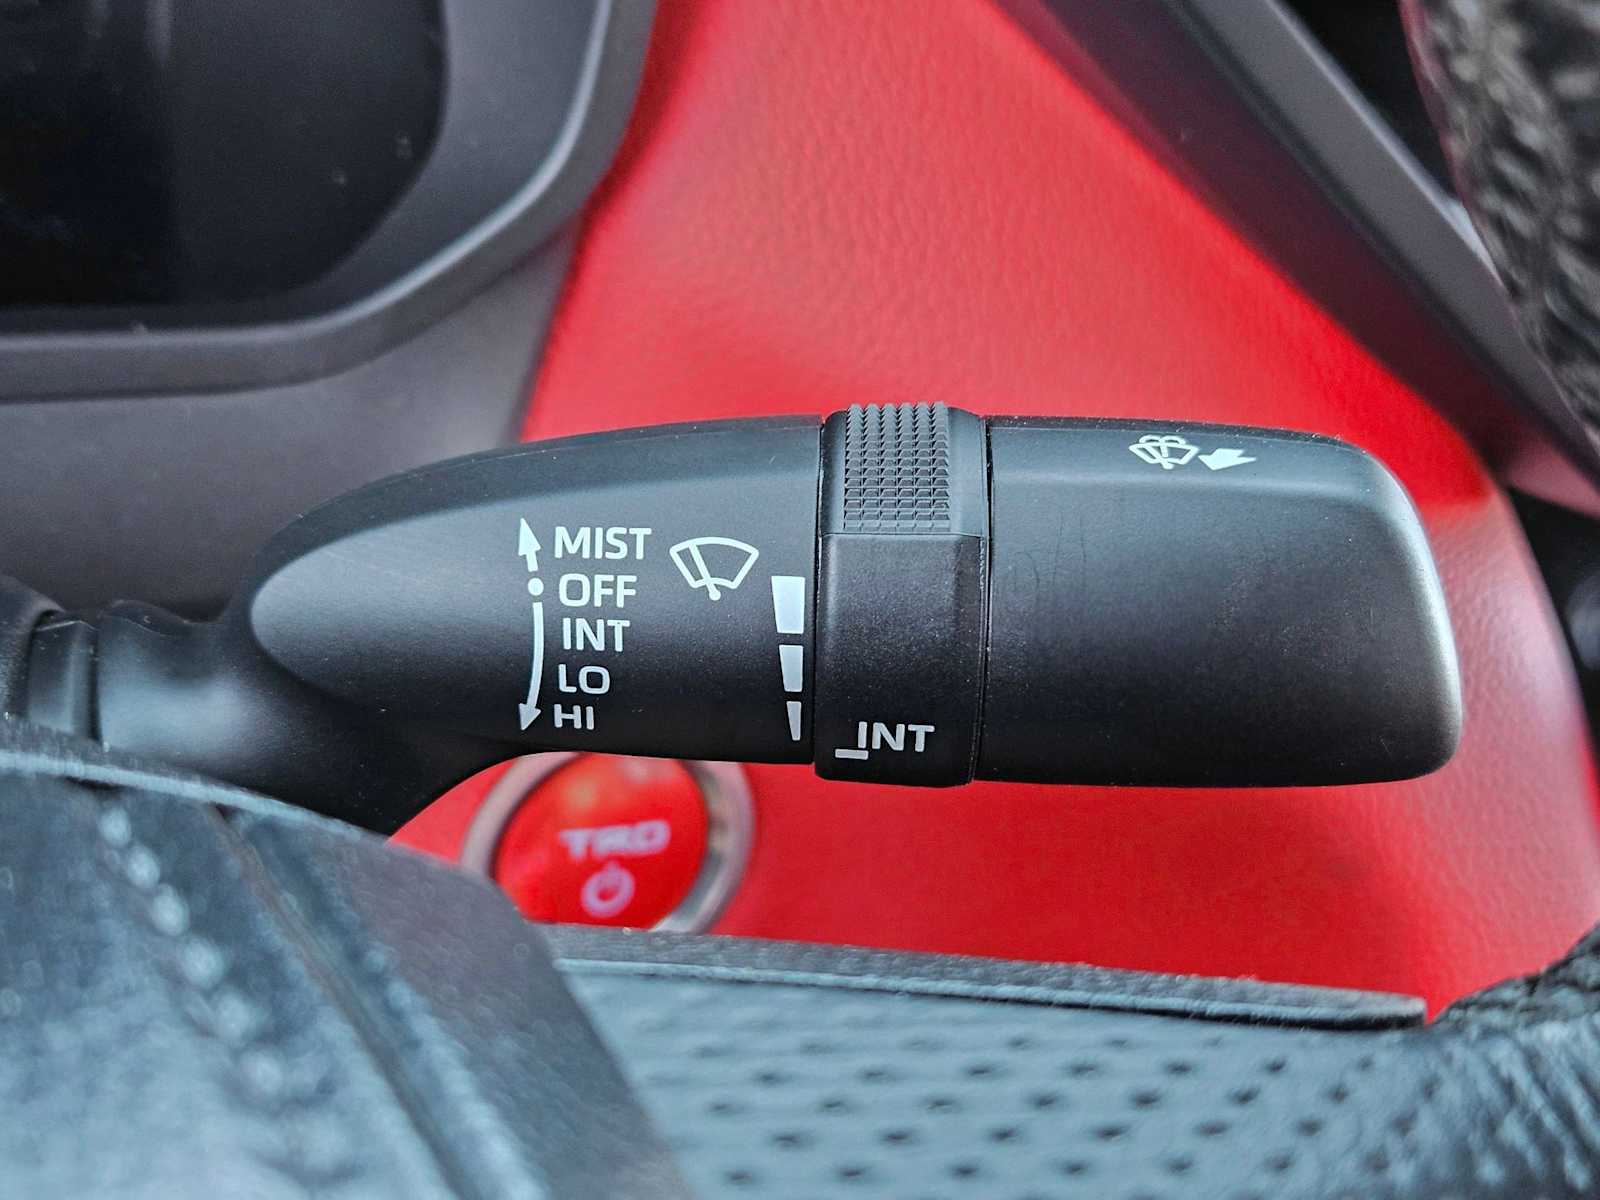 MIST
OFF
INT
LO
HI
INT
TRD